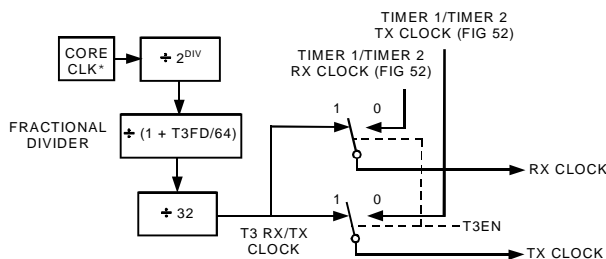 TIMER 1/TIMER 2
TX CLOCK (FIG 52)
TIMER 1/TIMER 2
RX CLOCK (FIG 52)
CORE
CLK*
÷ 2^DIV
FRACTIONAL
DIVIDER
÷ (1 + T3FD/64)
1 0
RX CLOCK
÷ 32
T3 RX/TX
CLOCK
1 0
T3EN
TX CLOCK